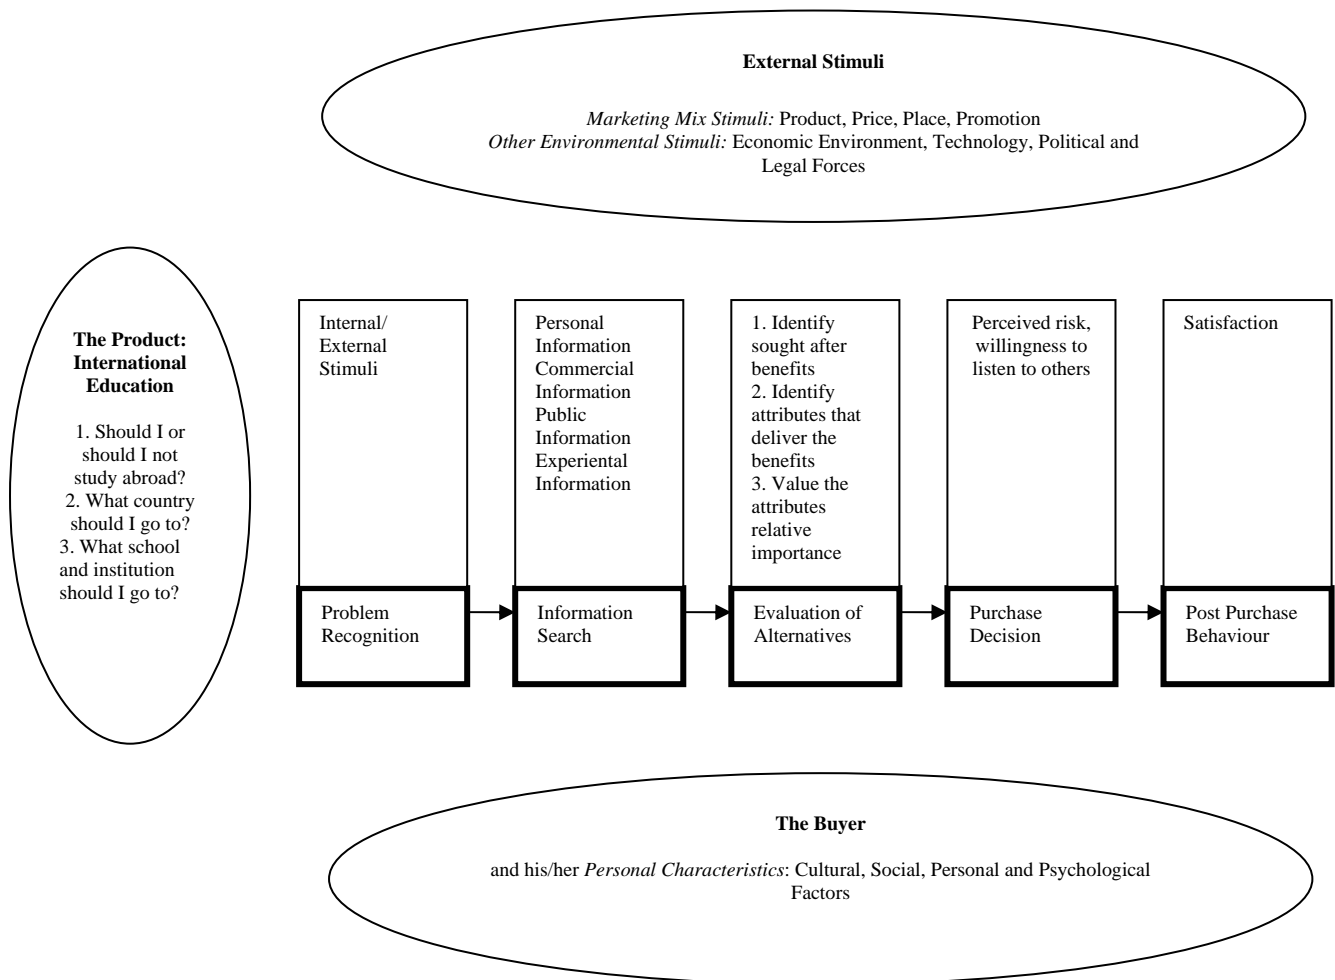 External Stimuli
Marketing Mix Stimuli: Product, Price, Place, Promotion
Other Environmental Stimuli: Economic Environment, Technology, Political and
Legal Forces
The Product:
International
Education
1. Should I or
should I not
study abroad?
2. What country
should I go to?
3. What school
and institution
should I go to?
Internal/
External
Stimuli
Personal
Information
Commercial
Information
Public
Information
Experiental
Information
1. Identify
sought after
benefits
2. Identify
attributes that
deliver the
benefits
3. Value the
attributes
relative
importance
Perceived risk,
willingness to
listen to others
Satisfaction
Problem
Recognition
Information
Search
Evaluation of
Alternatives
Purchase
Decision
Post Purchase
Behaviour
The Buyer
and his/her Personal Characteristics: Cultural, Social, Personal and Psychological
Factors